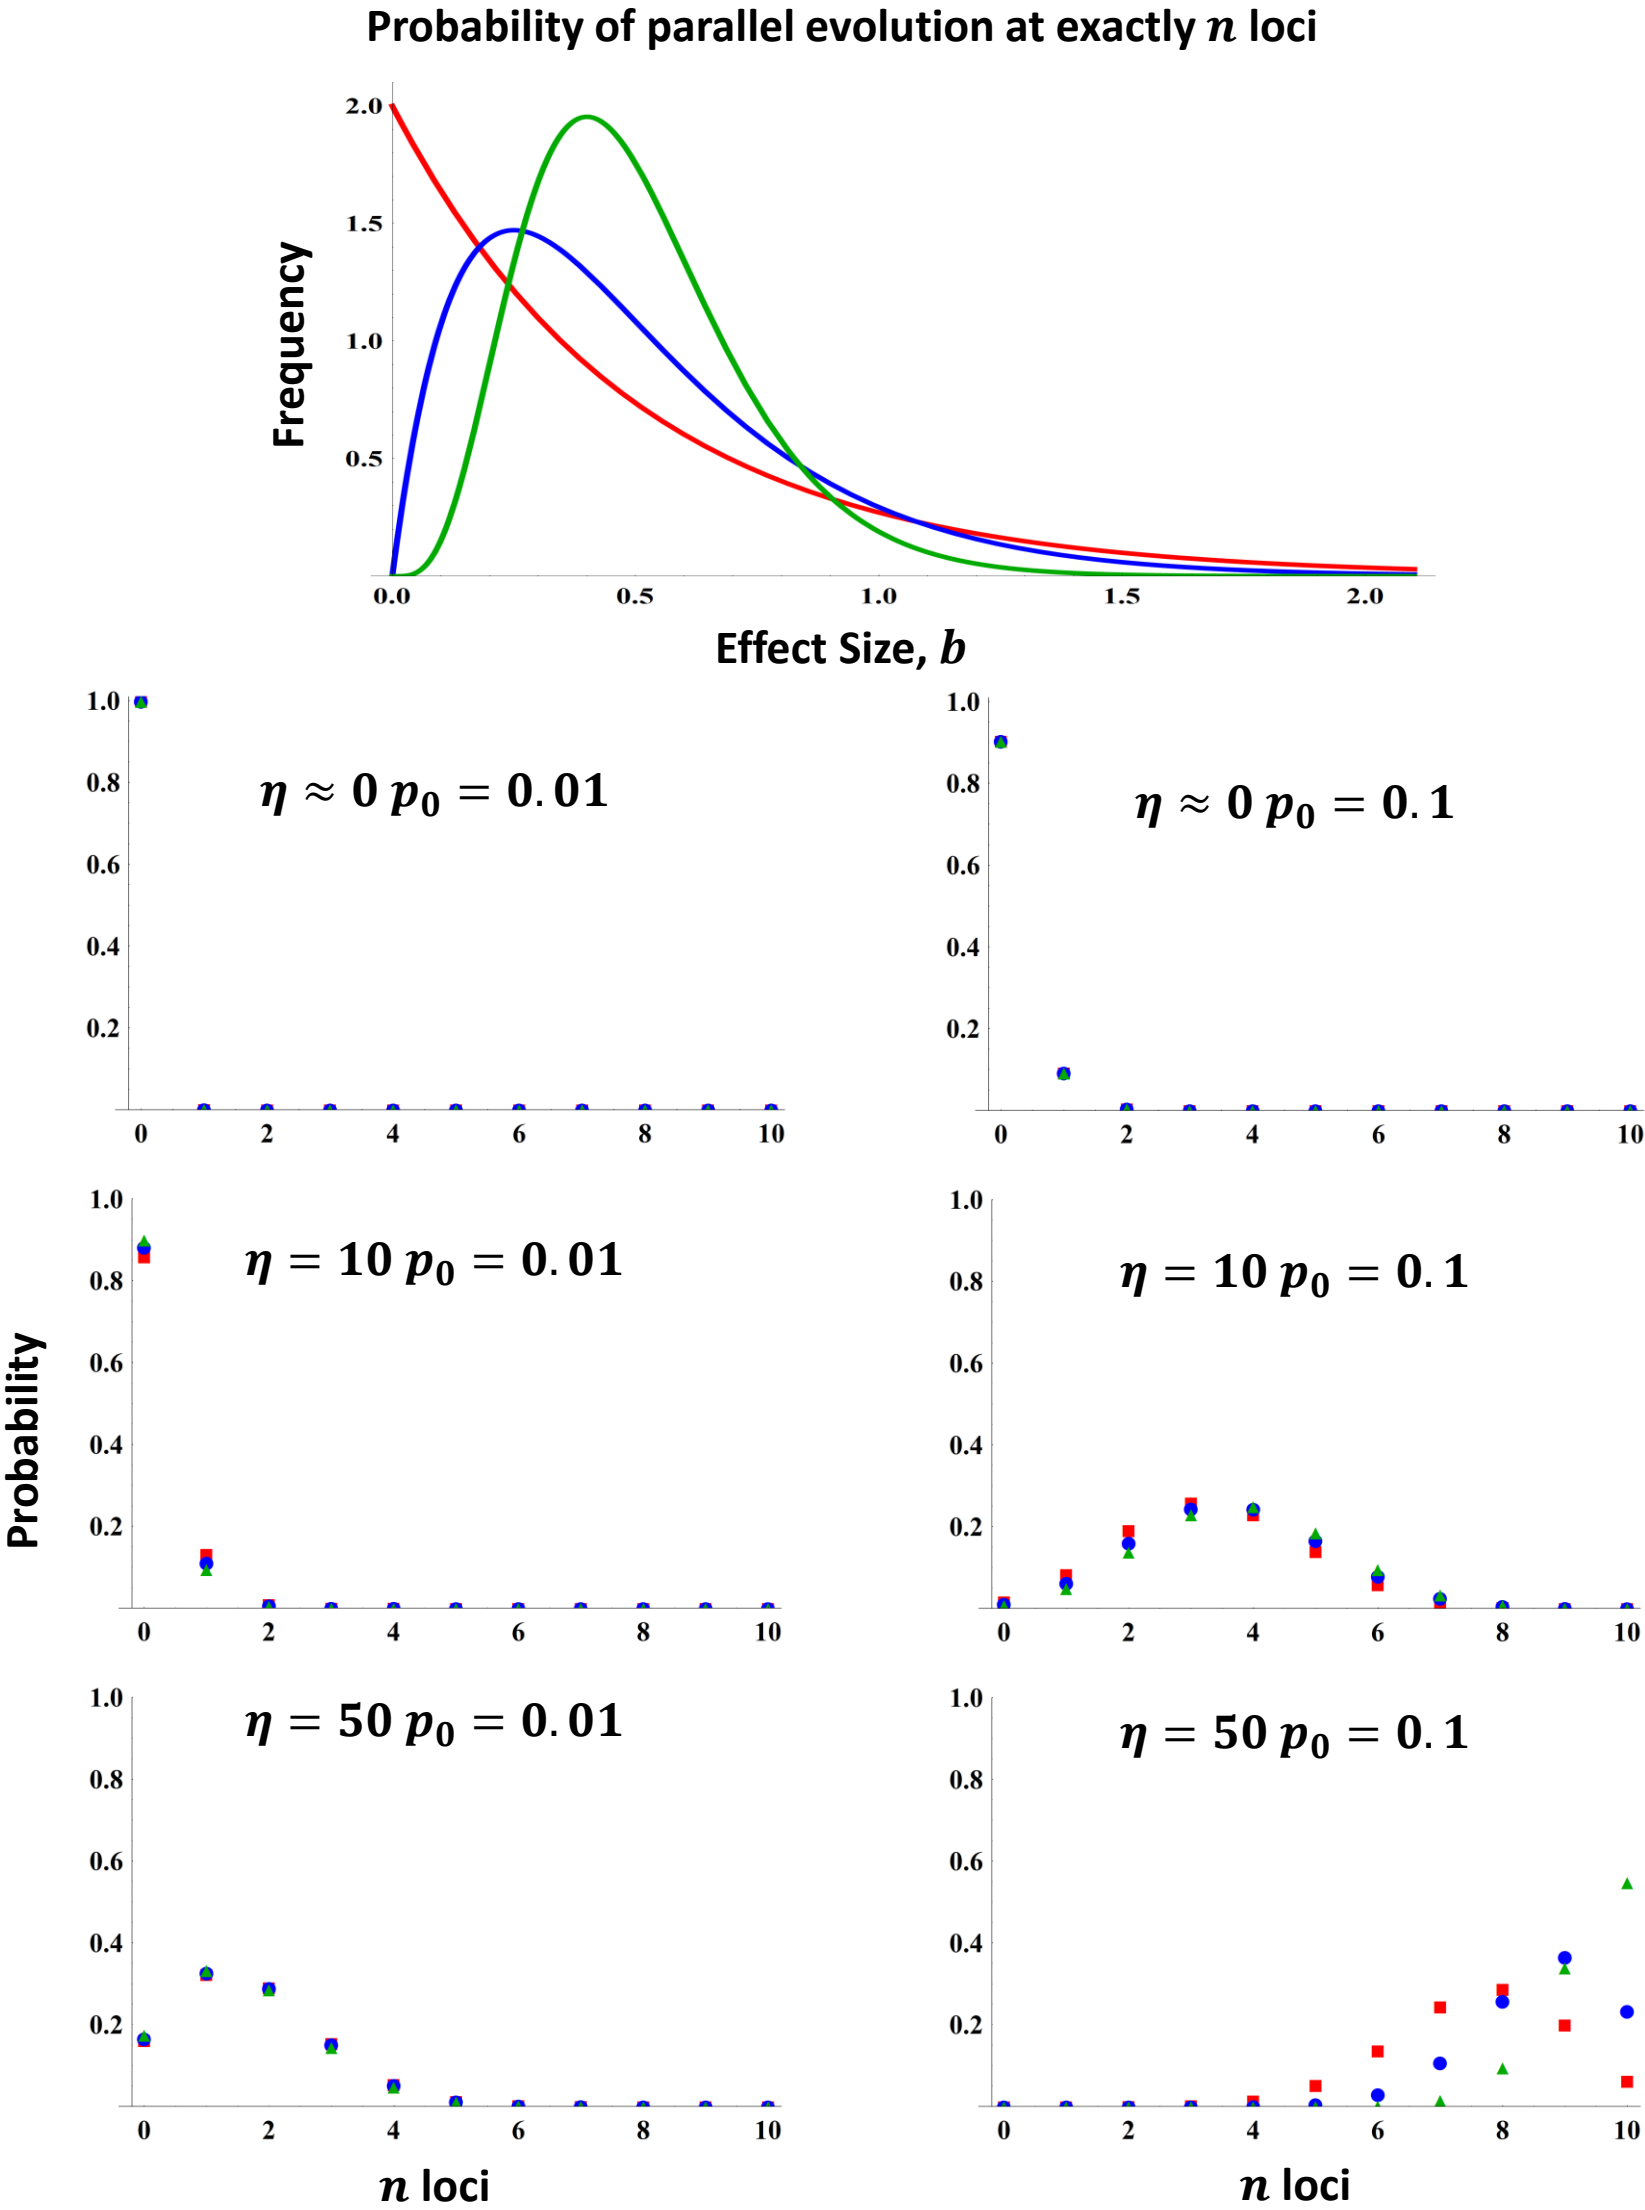 Probability of parallel evolution at exactly n loci
2.0
1.5
1.0
0.5
Frequency
0.0 0.5 1.0 1.5 2.0
Effect Size, b
1.0
0.8
0.6
0.4
0.2
η ≈ 0 p₀ = 0.01
0 2 4 6 8 10
1.0
0.8
0.6
0.4
0.2
η ≈ 0 p₀ = 0.1
0 2 4 6 8 10
Probability
1.0
0.8
0.6
0.4
0.2
η = 10 p₀ = 0.01
0 2 4 6 8 10
1.0
0.8
0.6
0.4
0.2
η = 10 p₀ = 0.1
0 2 4 6 8 10
1.0
0.8
0.6
0.4
0.2
η = 50 p₀ = 0.01
0 2 4 6 8 10
n loci
1.0
0.8
0.6
0.4
0.2
η = 50 p₀ = 0.1
0 2 4 6 8 10
n loci